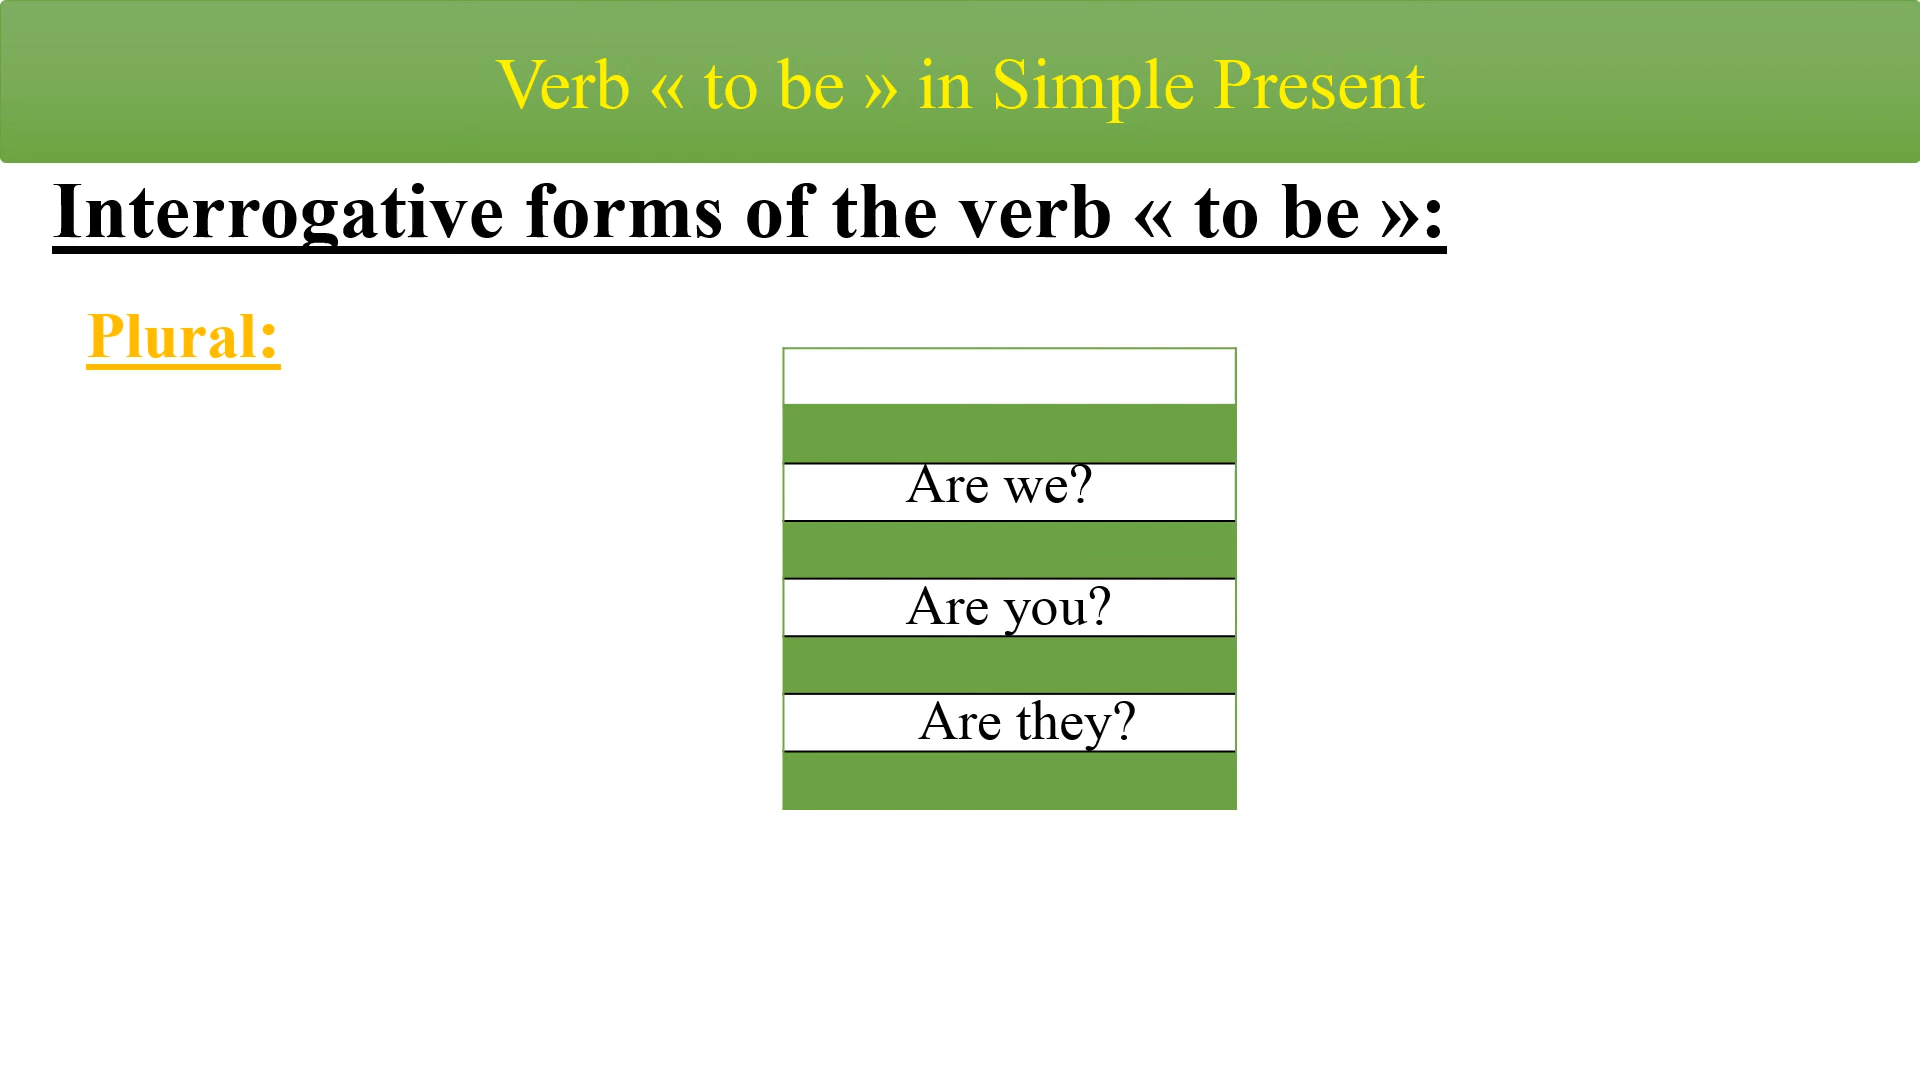 Verb « to be » in Simple Present
Interrogative forms of the verb « to be »:
Plural:
Are we?
Are you?
Are they?